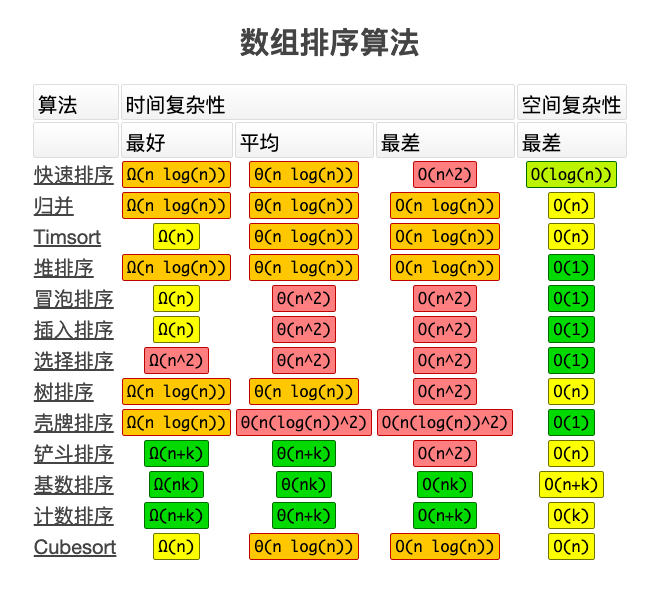 数组排序算法
算法 时间复杂性 空间复杂性
最好 平均 最差 最差
快速排序 Ω(n log(n)) θ(n log(n)) O(n^2) O(log(n))
归并 Ω(n log(n)) θ(n log(n)) O(n log(n)) O(n)
Timsort Ω(n) θ(n log(n)) O(n log(n)) O(n)
堆排序 Ω(n log(n)) θ(n log(n)) O(n log(n)) O(1)
冒泡排序 Ω(n) θ(n^2) O(n^2) O(1)
插入排序 Ω(n) θ(n^2) O(n^2) O(1)
选择排序 Ω(n^2) θ(n^2) O(n^2) O(1)
树排序 Ω(n log(n)) θ(n log(n)) O(n^2) O(n)
壳牌排序 Ω(n log(n)) θ(n(log(n))^2) O(n(log(n))^2) O(1)
铲斗排序 Ω(n+k) θ(n+k) O(n^2) O(n)
基数排序 Ω(nk) θ(nk) O(nk) O(n+k)
计数排序 Ω(n+k) θ(n+k) O(n+k) O(k)
Cubesort Ω(n) θ(n log(n)) O(n log(n)) O(n)